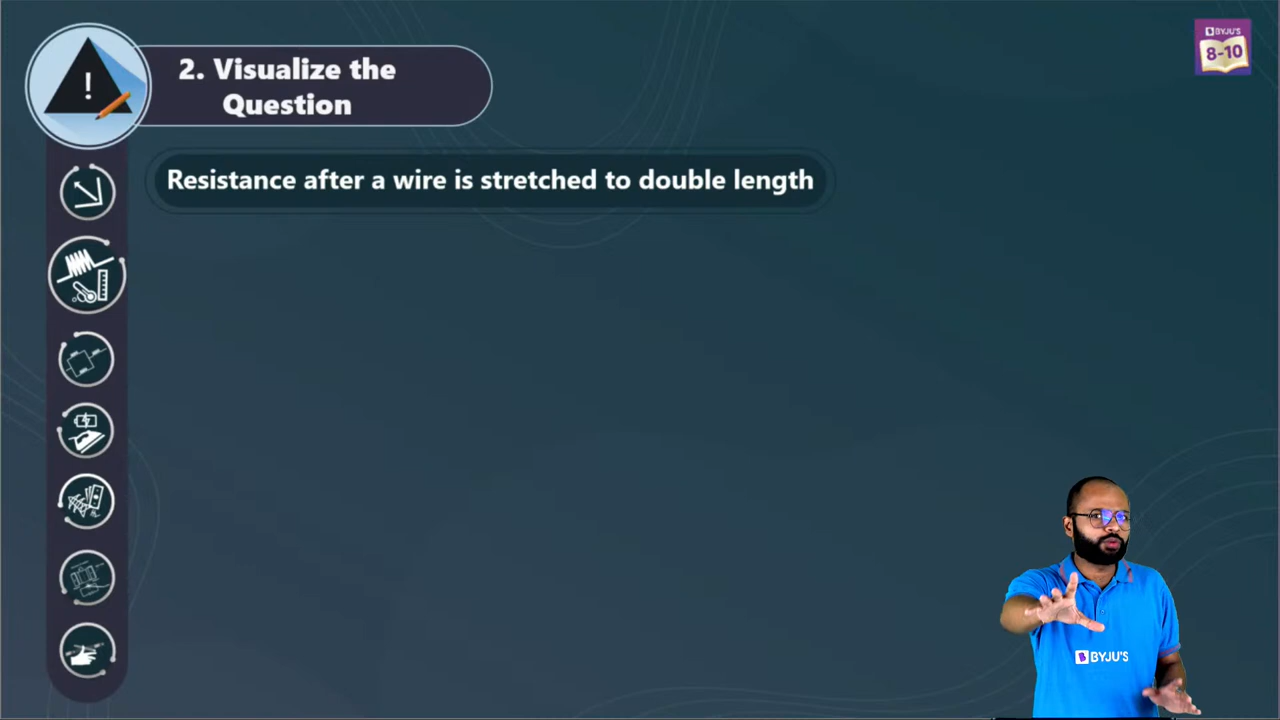 2. Visualize the
Question
BYJU'S
8-10
Resistance after a wire is stretched to double length
!
BYJU'S